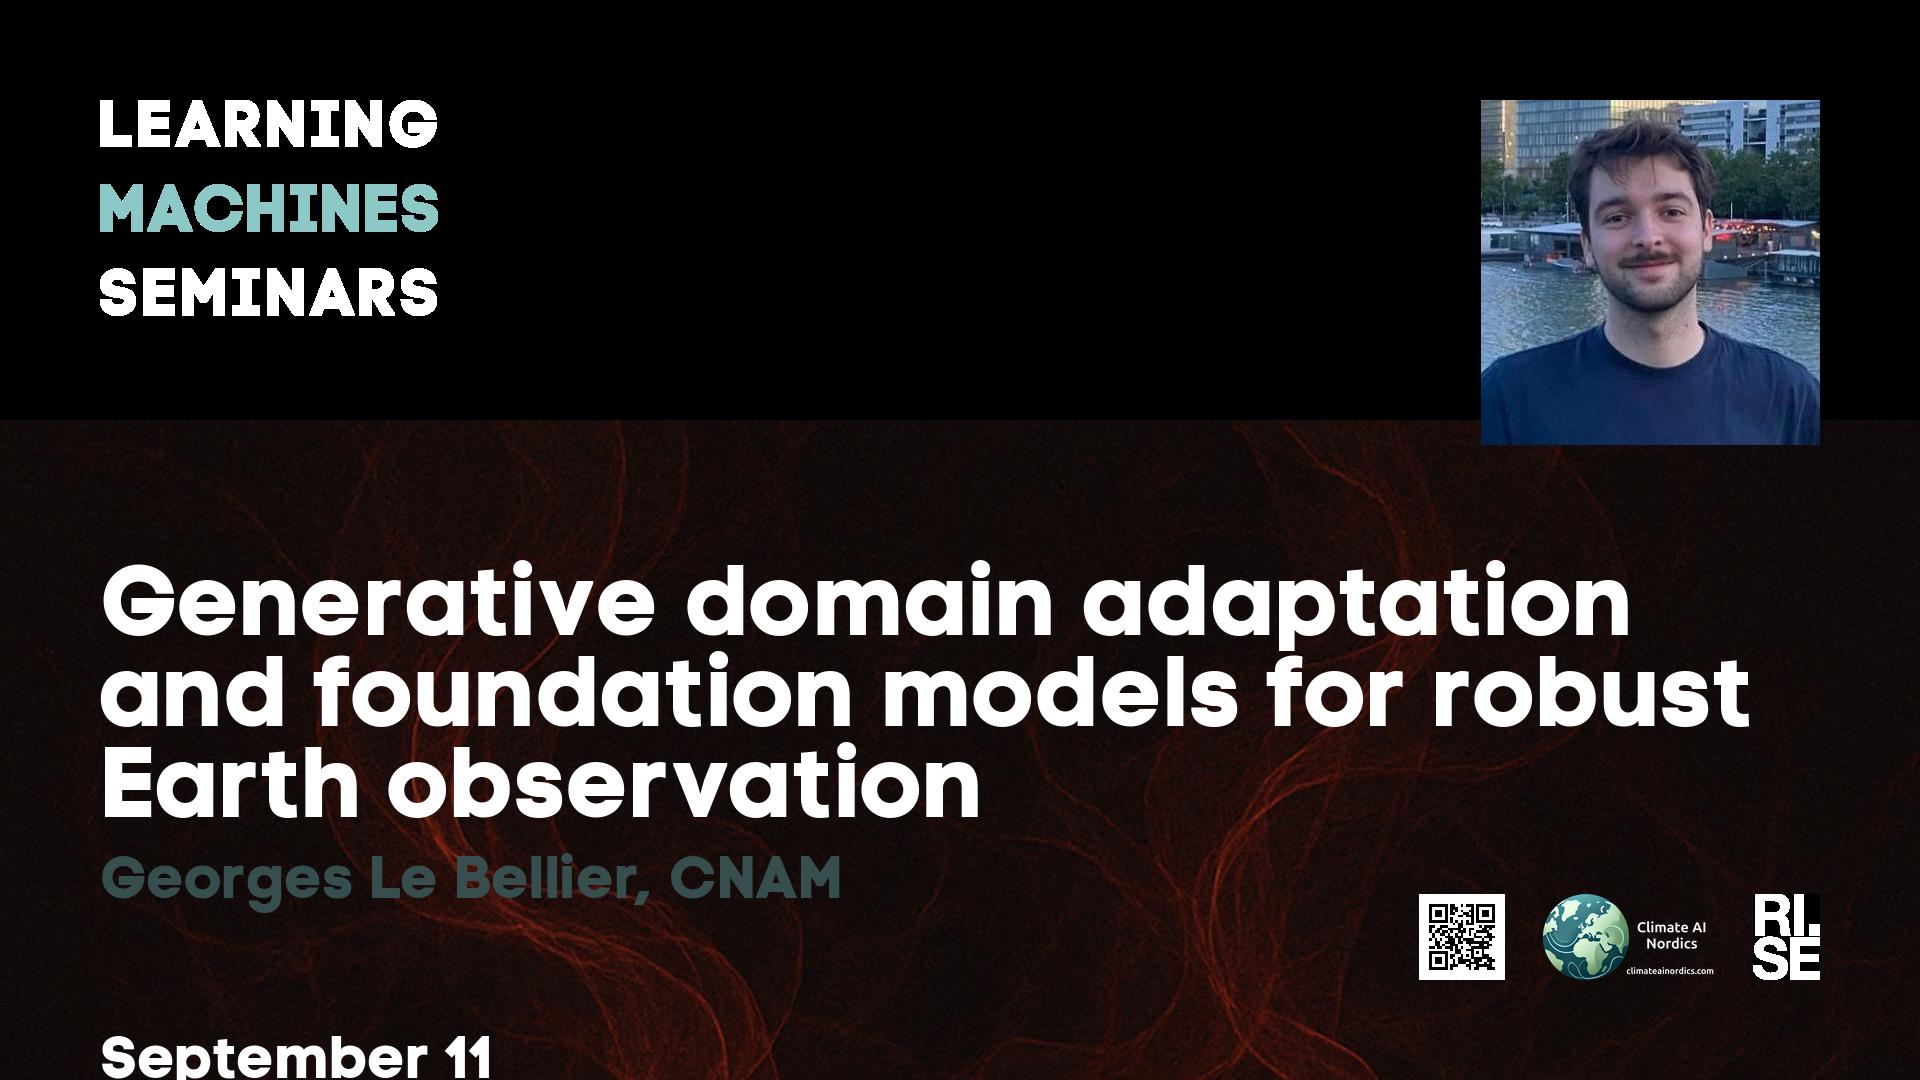 LEARNING
MACHINES
SEMINARS
Generative domain adaptation
and foundation models for robust
Earth observation
Georges Le Bellier, CNAM
Climate AI
Nordics
climateainordics.com
RI.
SE
September 11